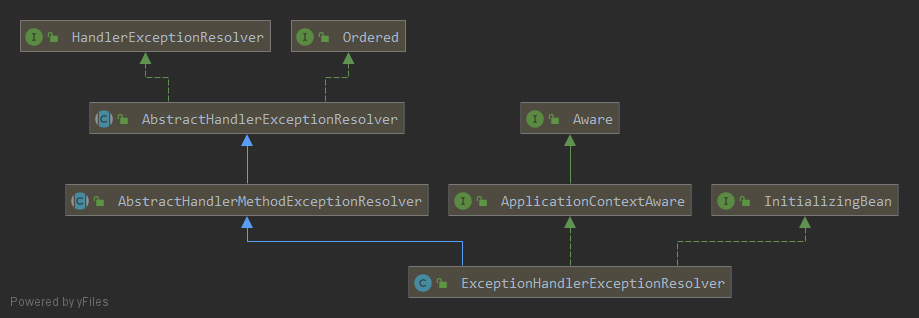 I HandlerExceptionResolver
I Ordered
C AbstractHandlerExceptionResolver
I Aware
C AbstractHandlerMethodExceptionResolver
I ApplicationContextAware
I InitializingBean
C ExceptionHandlerExceptionResolver
Powered by yFiles